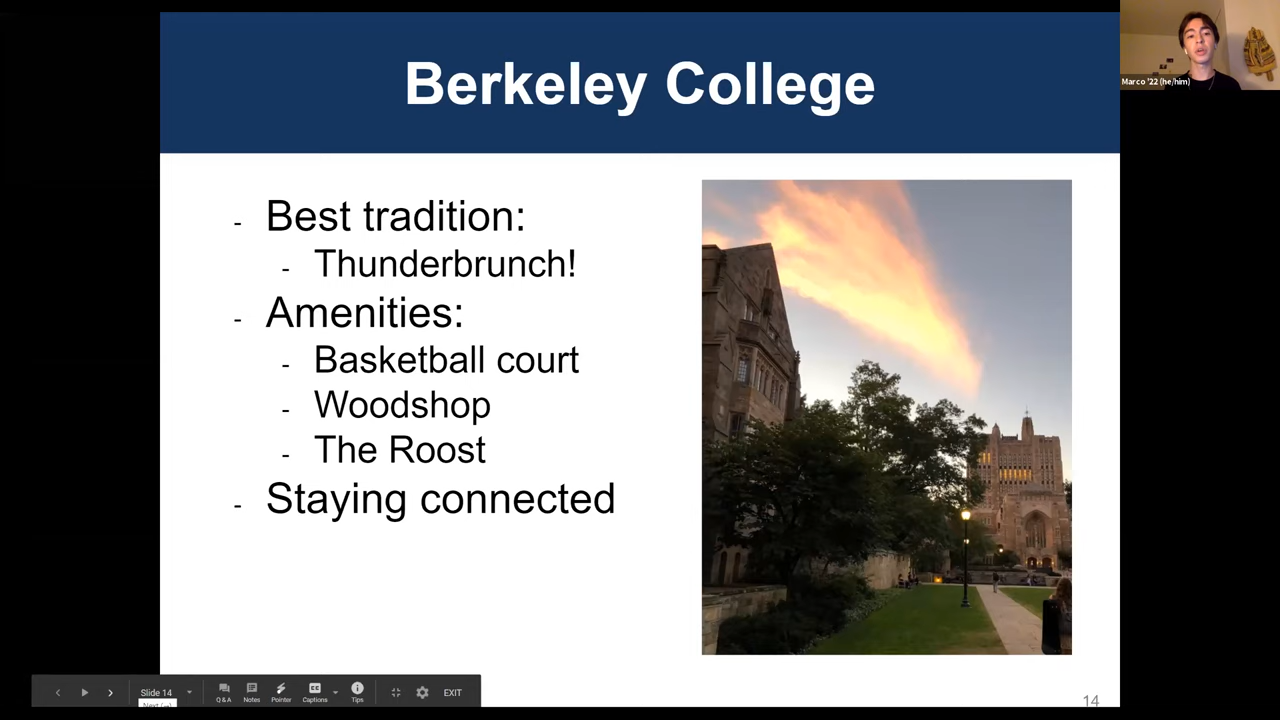 Berkeley College
Marco '22 (he/him)
- Best tradition:
- Thunderbrunch!
- Amenities:
- Basketball court
- Woodshop
- The Roost
- Staying connected
Slide 14
Q & A
Notes
Pointer
Captions
Tips
EXIT
Next (→)
14